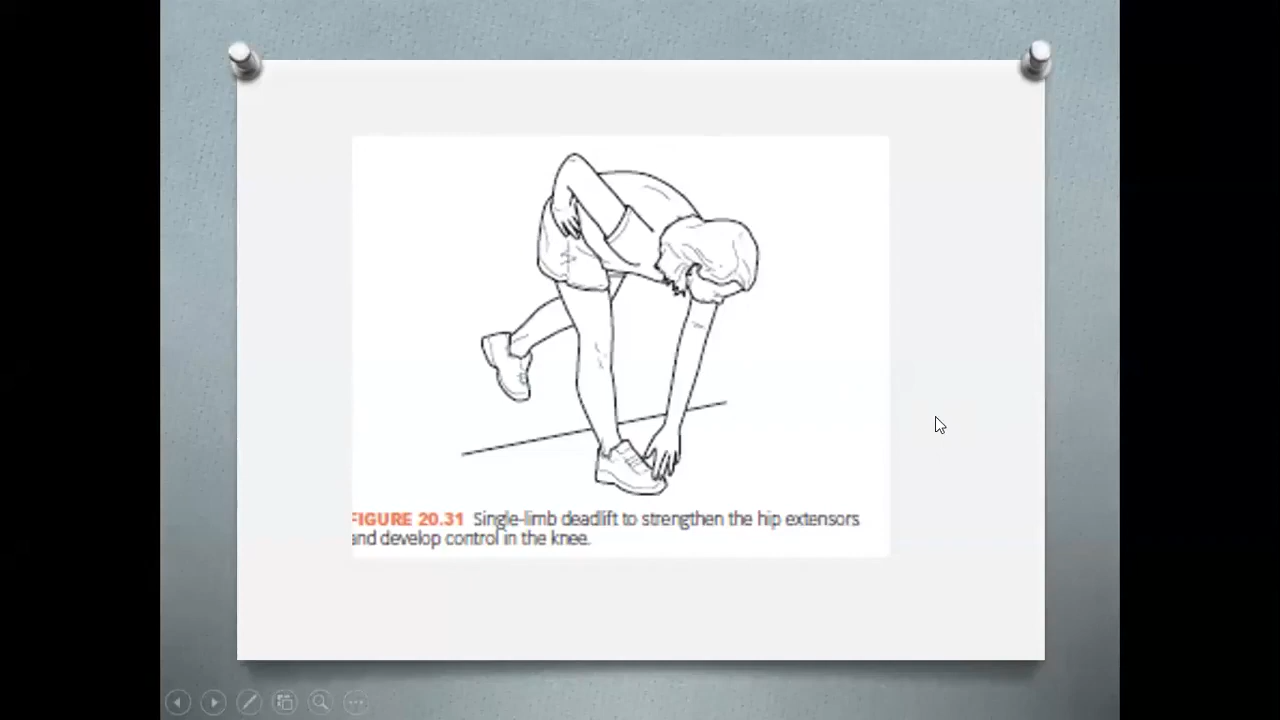 FIGURE 20.31 Single-limb deadlift to strengthen the hip extensors
and develop control in the knee.